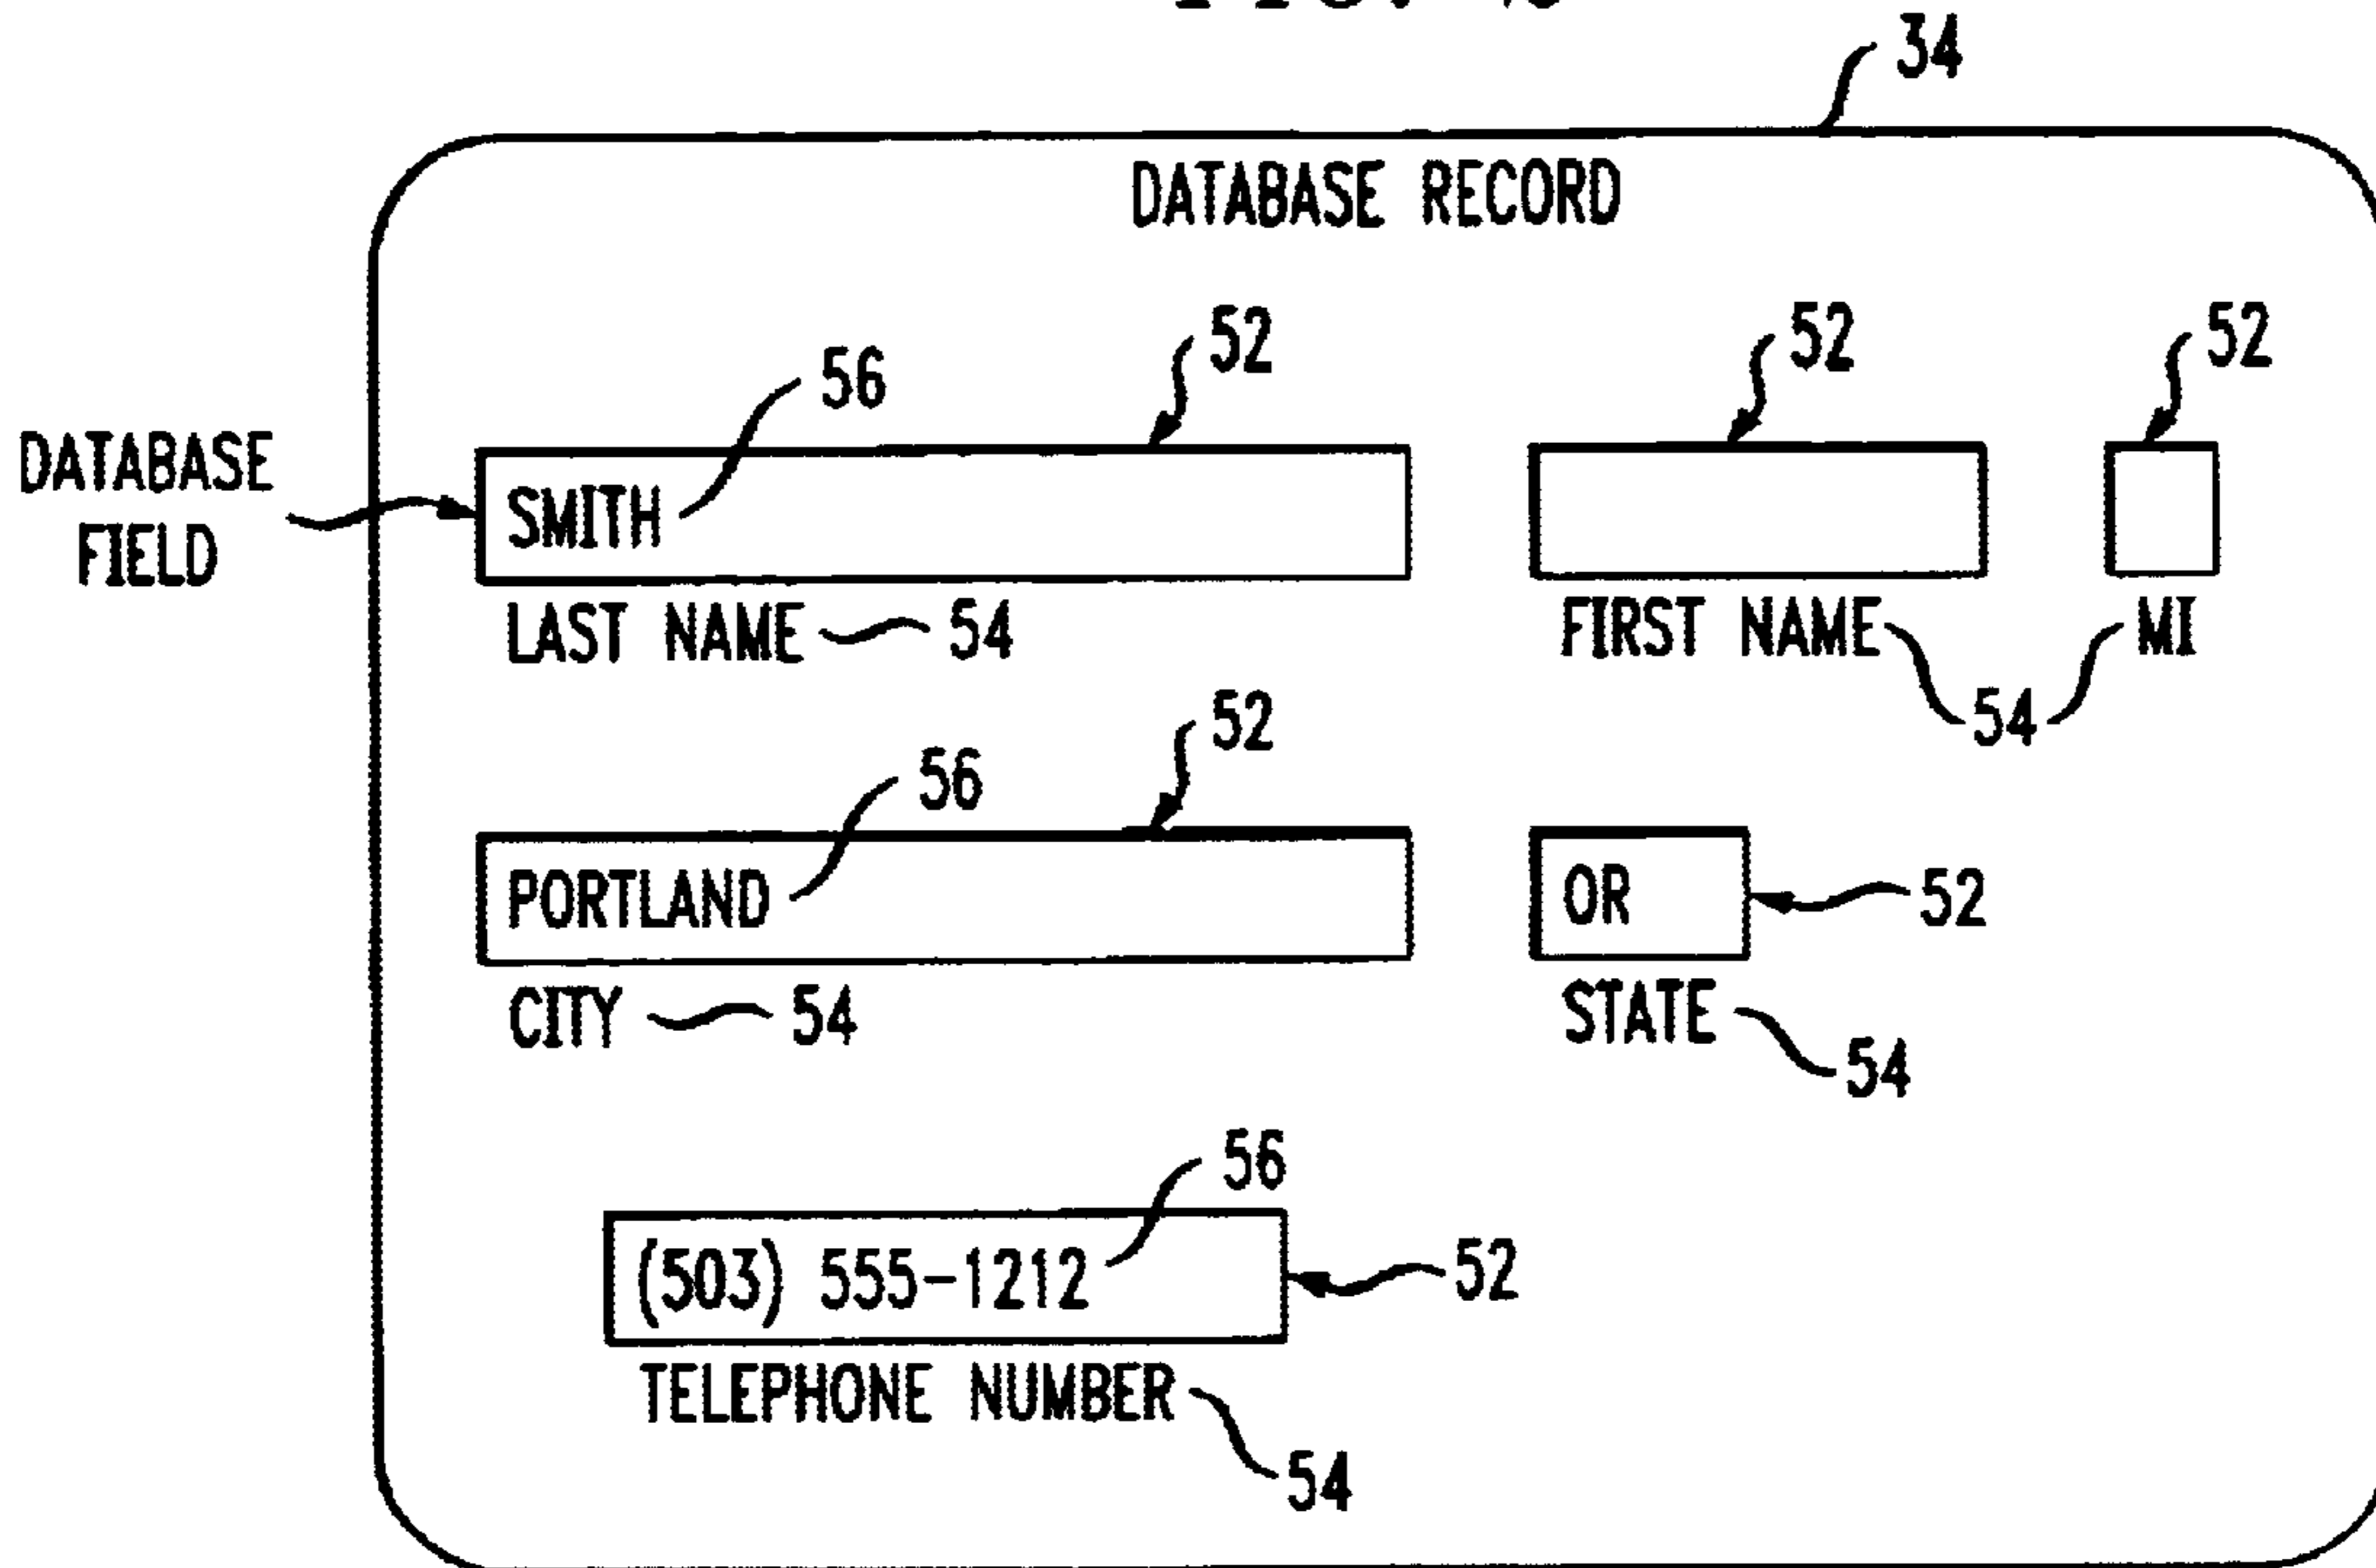 34
DATABASE RECORD
56 52 52 52
DATABASE FIELD
SMITH
LAST NAME 54 FIRST NAME MI
54
56 52
PORTLAND OR 52
CITY 54 STATE
54
56
(503) 555-1212 52
TELEPHONE NUMBER
54